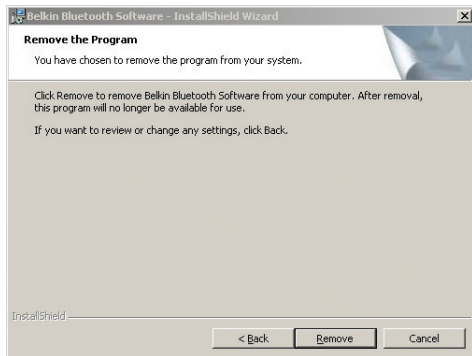 Belkin Bluetooth Software - InstallShield Wizard
Remove the Program
You have chosen to remove the program from your system.
Click Remove to remove Belkin Bluetooth Software from your computer. After removal,
this program will no longer be available for use.
If you want to review or change any settings, click Back.
InstallShield
< Back
Remove
Cancel